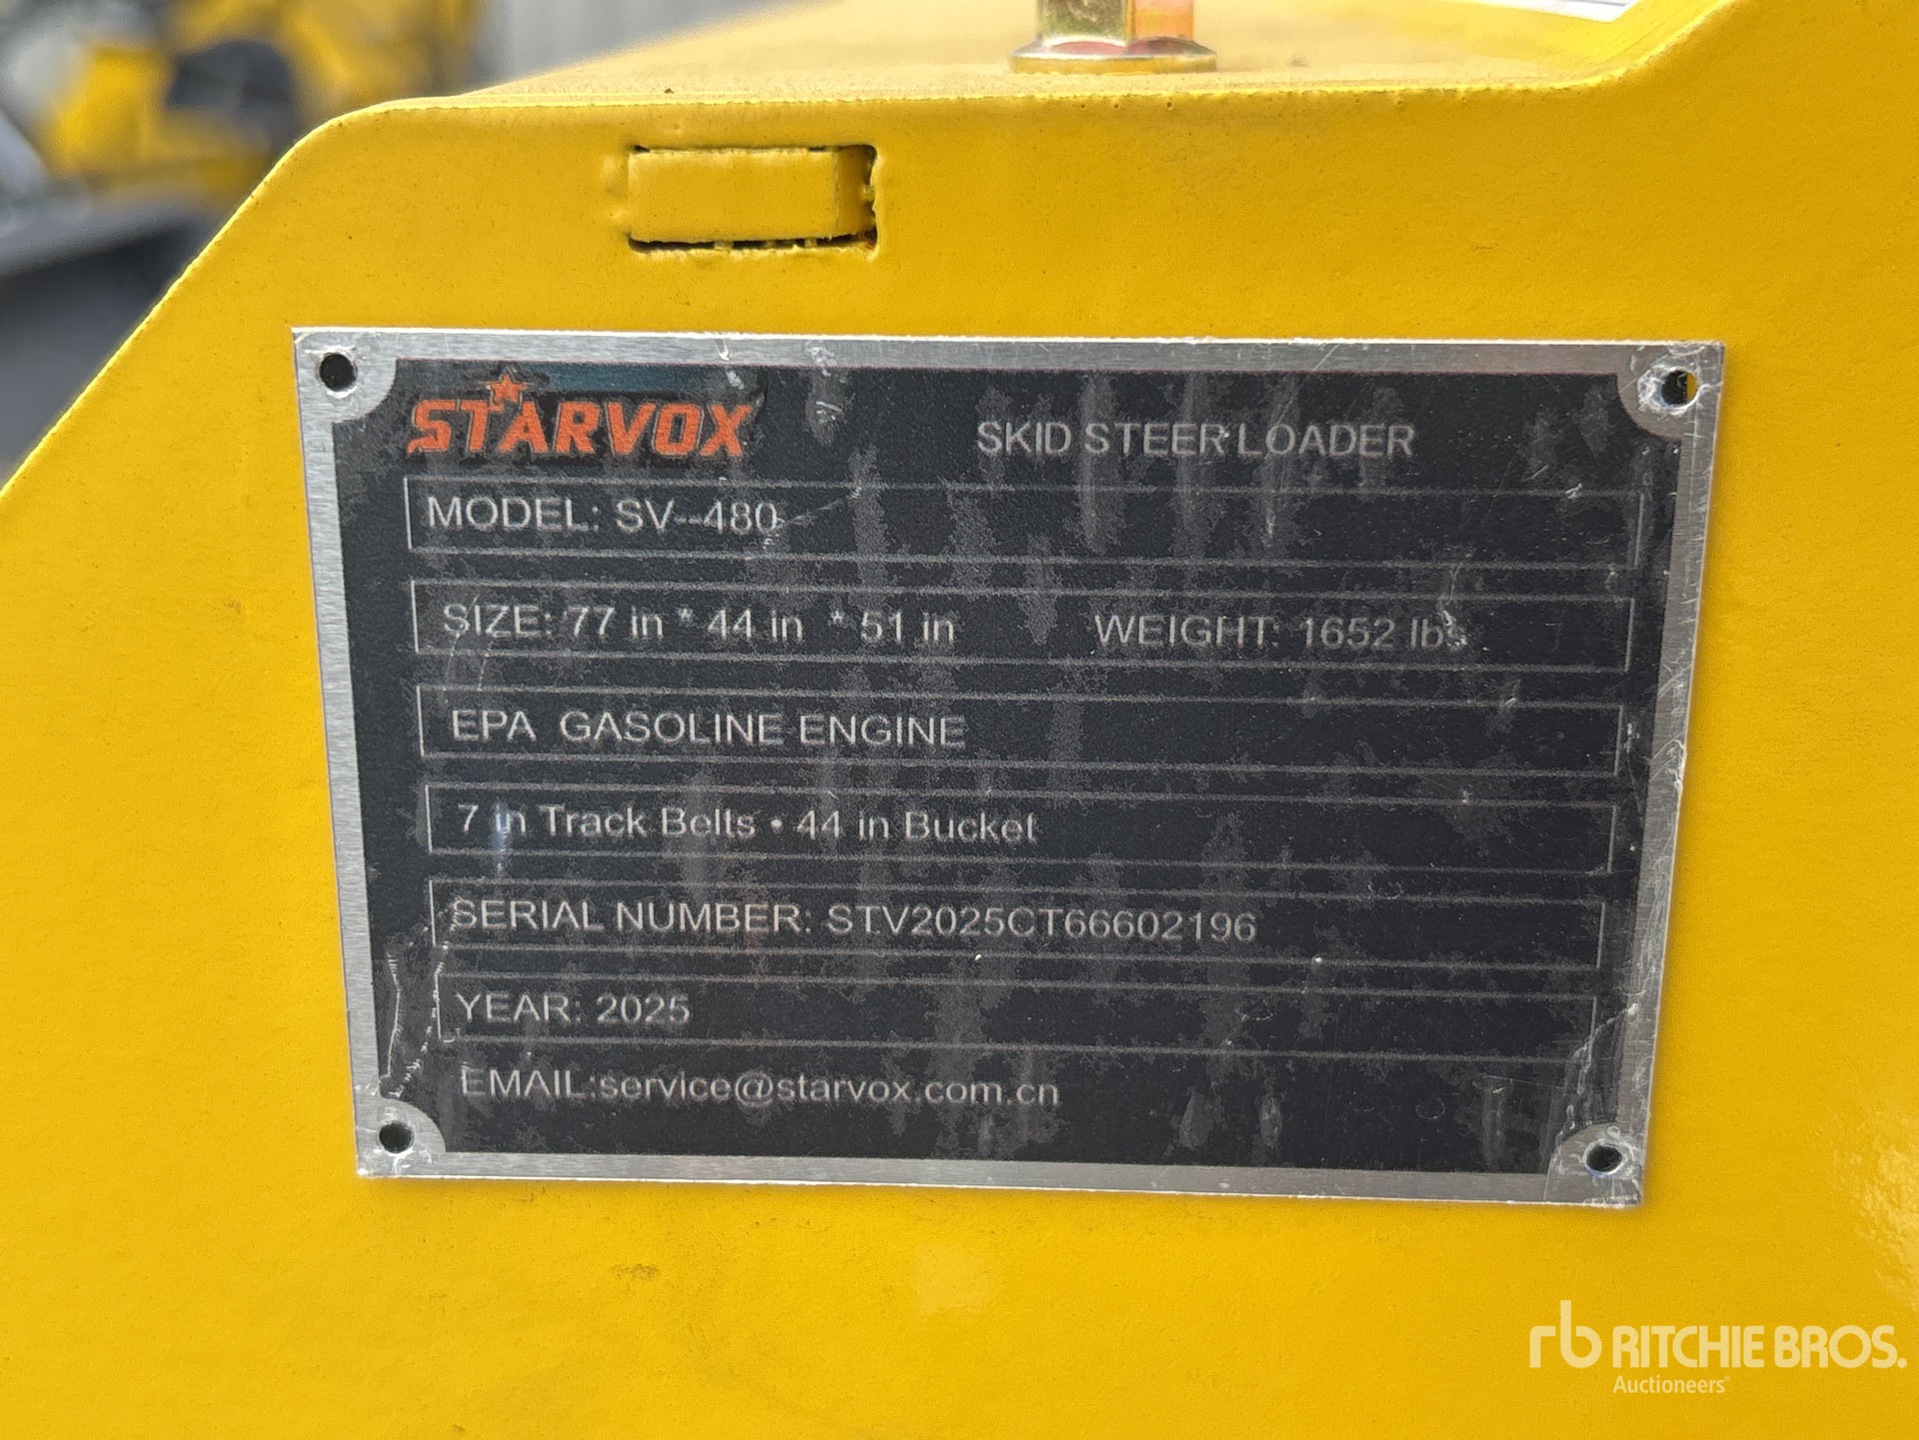 STARVOX SKID STEER LOADER
MODEL: SV--480
SIZE: 77 in * 44 in * 51 in WEIGHT: 1652 lbs
EPA GASOLINE ENGINE
7 in Track Belts • 44 in Bucket
SERIAL NUMBER: STV2025CT66602196
YEAR: 2025
EMAIL:service@starvox.com.cn
rb RITCHIE BROS.
Auctioneers®